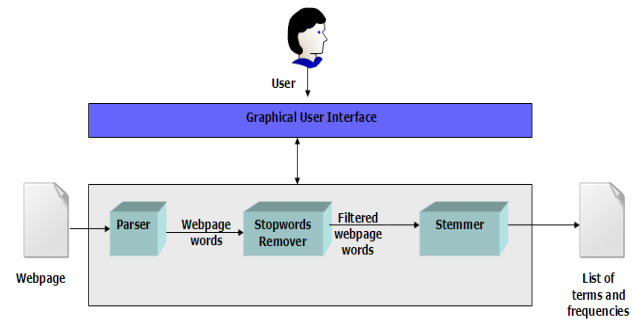 User
Graphical User Interface
Parser
Webpage
words
Stopwords
Remover
Filtered
webpage
words
Stemmer
Webpage
List of
terms and
frequencies